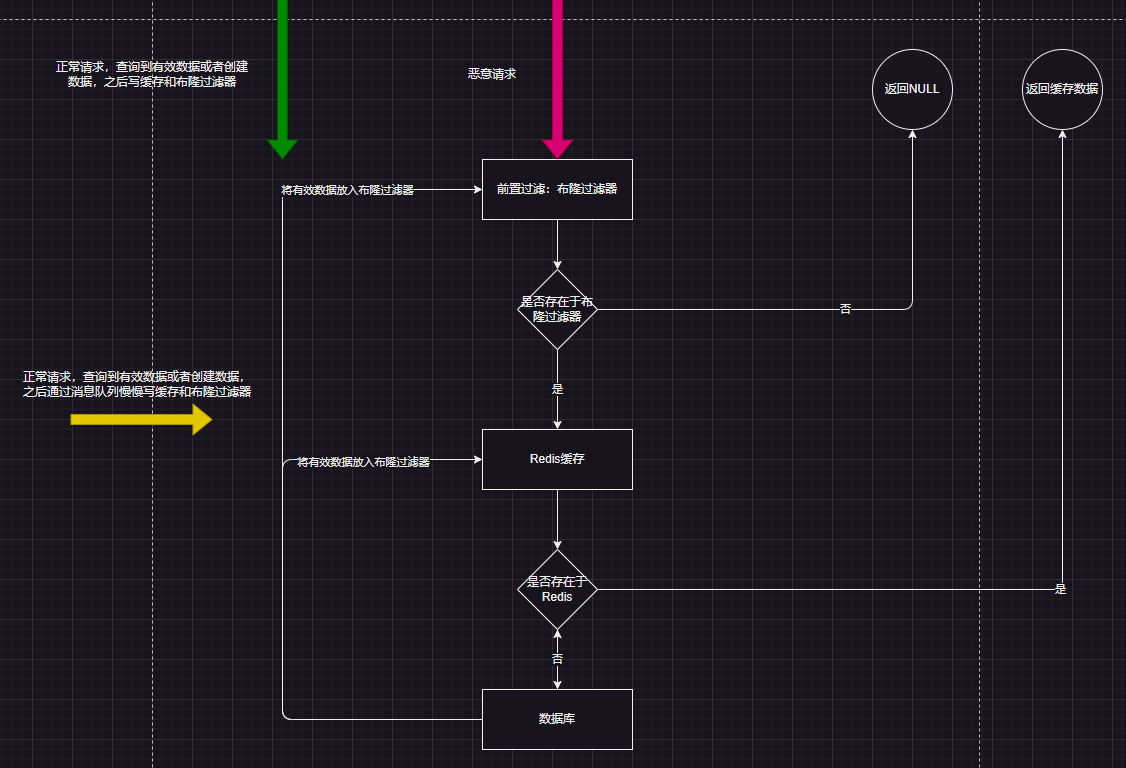 正常请求，查询到有效数据或者创建
数据，之后写缓存和布隆过滤器
恶意请求
返回NULL
返回缓存数据
将有效数据放入布隆过滤器
前置过滤：布隆过滤器
是否存在于布
隆过滤器
否
是
正常请求，查询到有效数据或者创建数据，
之后通过消息队列慢慢写缓存和布隆过滤器
将有效数据放入布隆过滤器
Redis缓存
是否存在于
Redis
是
否
数据库